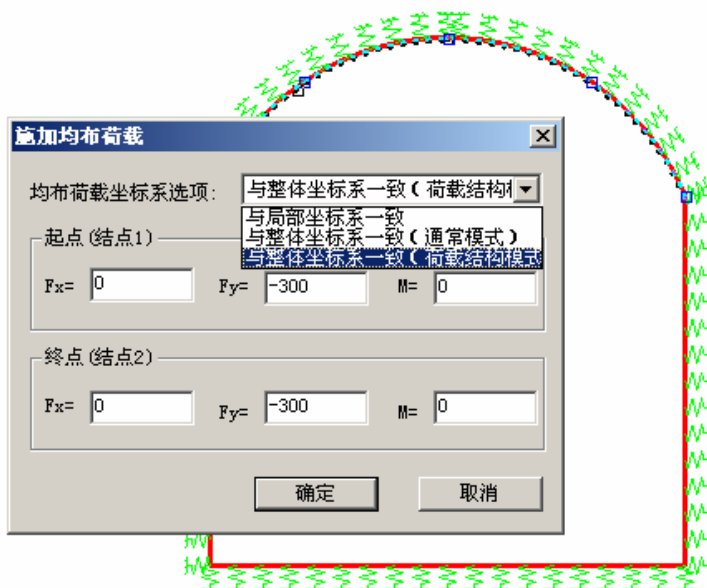 施加均布荷载
均布荷载坐标系选项: 与整体坐标系一致(荷载结构模
与局部坐标系一致
与整体坐标系一致(通常模式)
与整体坐标系一致(荷载结构模式
起点(结点1)
Fx= 0 Fy= -300 M= 0
终点(结点2)
Fx= 0 Fy= -300 M= 0
确定 取消